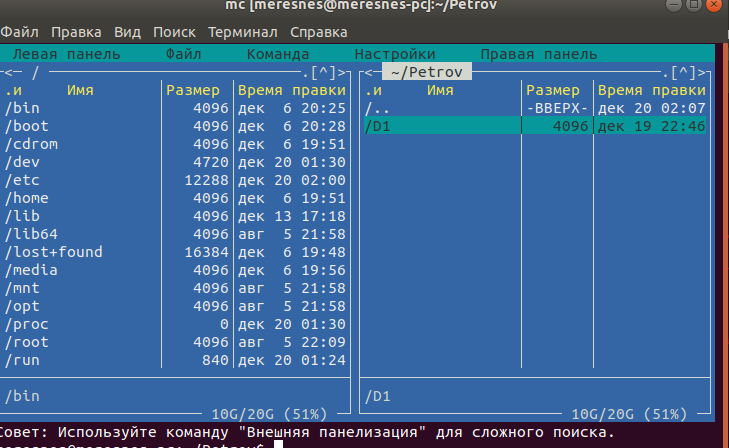 mc [meresnes@meresnes-pc]:~/Petrov
Файл Правка Вид Поиск Терминал Справка
Левая панель Файл Команда Настройки Правая панель
<─ / .[^]>
<─ ~/Petrov .[^]>
.и Имя Размер Время правки
.и Имя Размер Время правки
/bin 4096 дек 6 20:25
/.. -ВВЕРХ- дек 20 02:07
/boot 4096 дек 6 20:28
/D1 4096 дек 19 22:46
/cdrom 4096 дек 6 19:51
/dev 4720 дек 20 01:30
/etc 12288 дек 20 02:00
/home 4096 дек 6 19:51
/lib 4096 дек 13 17:18
/lib64 4096 авг 5 21:58
/lost+found 16384 дек 6 19:48
/media 4096 дек 6 19:56
/mnt 4096 авг 5 21:58
/opt 4096 авг 5 21:58
/proc 0 дек 20 01:30
/root 4096 авг 5 22:09
/run 840 дек 20 01:24
/bin
/D1
10G/20G (51%)
10G/20G (51%)
Совет: Используйте команду "Внешняя панелизация" для сложного поиска.